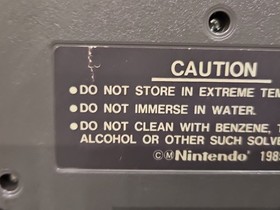 CAUTION
●DO NOT STORE IN EXTREME TEM
●DO NOT IMMERSE IN WATER.
●DO NOT CLEAN WITH BENZENE, T
ALCOHOL OR OTHER SUCH SOLVE
©ⓂNintendo® 198